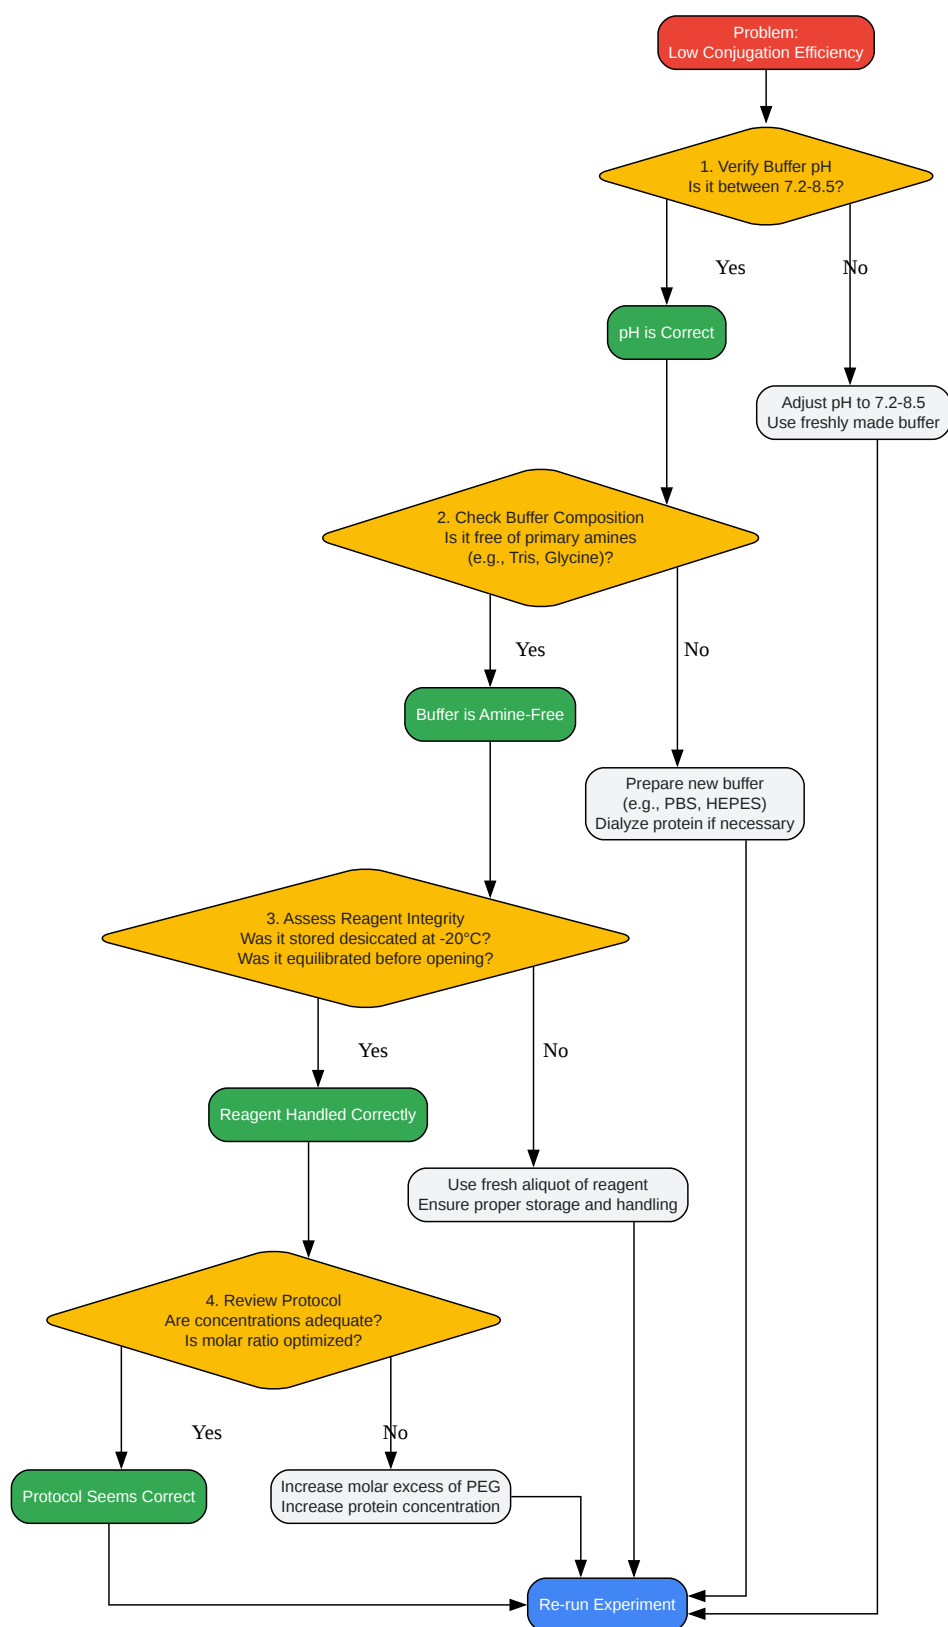 Problem:
Low Conjugation Efficiency
1. Verify Buffer pH
Is it between 7.2-8.5?
Yes
No
pH is Correct
Adjust pH to 7.2-8.5
Use freshly made buffer
2. Check Buffer Composition
Is it free of primary amines
(e.g., Tris, Glycine)?
Yes
No
Buffer is Amine-Free
Prepare new buffer
(e.g., PBS, HEPES)
Dialyze protein if necessary
3. Assess Reagent Integrity
Was it stored desiccated at -20°C?
Was it equilibrated before opening?
Yes
No
Reagent Handled Correctly
Use fresh aliquot of reagent
Ensure proper storage and handling
4. Review Protocol
Are concentrations adequate?
Is molar ratio optimized?
Yes
No
Protocol Seems Correct
Increase molar excess of PEG
Increase protein concentration
Re-run Experiment